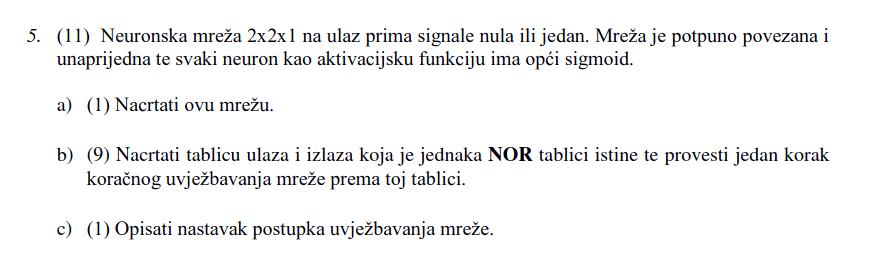 5. (11) Neuronska mreža 2x2x1 na ulaz prima signale nula ili jedan. Mreža je potpuno povezana i
unaprijedna te svaki neuron kao aktivacijsku funkciju ima opći sigmoid.
a) (1) Nacrtati ovu mrežu.
b) (9) Nacrtati tablicu ulaza i izlaza koja je jednaka NOR tablici istine te provesti jedan korak
koračnog uvježbavanja mreže prema toj tablici.
c) (1) Opisati nastavak postupka uvježbavanja mreže.